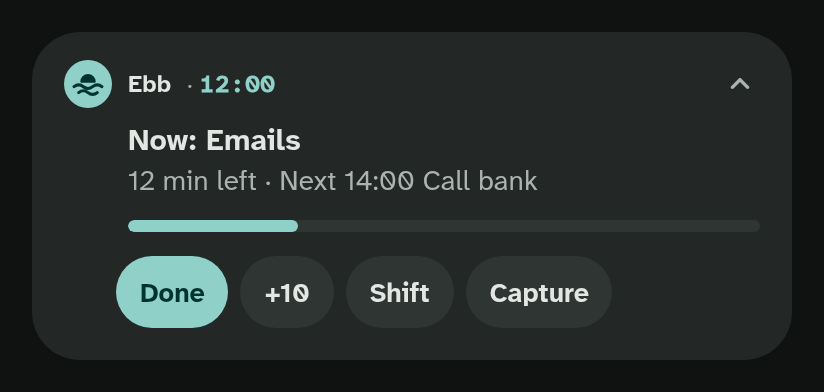 Ebb · 12:00
Now: Emails
12 min left · Next 14:00 Call bank
Done +10 Shift Capture